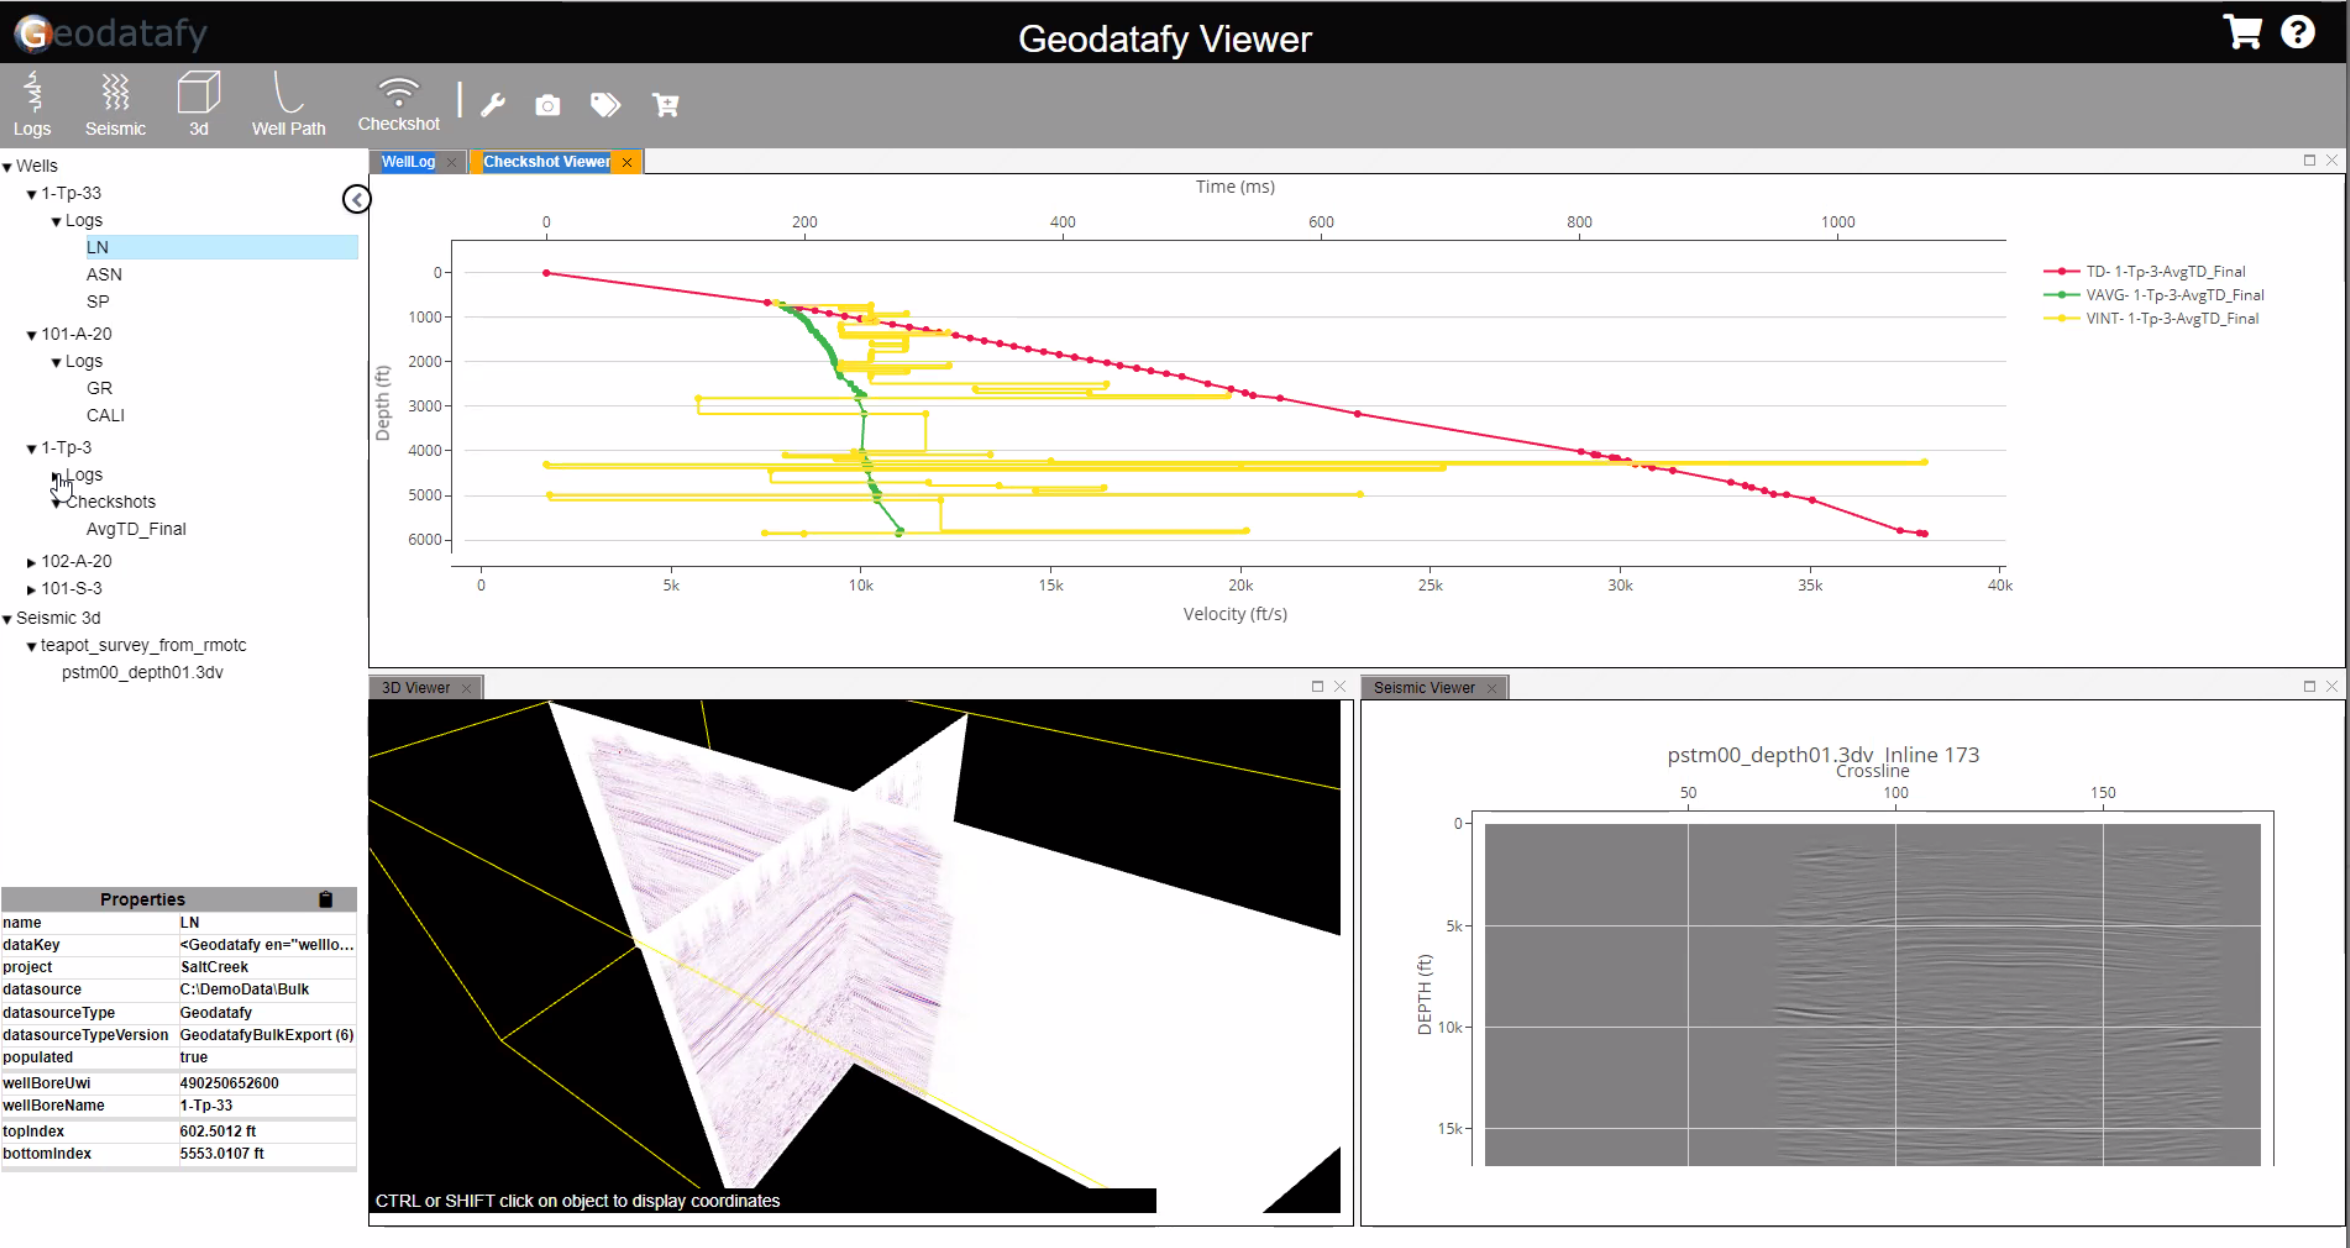 Geodatafy
Geodatafy Viewer
Logs
Seismic
3d
Well Path
Checkshot
Wells
1-Tp-33
Logs
LN
ASN
SP
101-A-20
Logs
GR
CALI
1-Tp-3
Logs
Checkshots
AvgTD_Final
102-A-20
101-S-3
Seismic 3d
teapot_survey_from_rmotc
pstm00_depth01.3dv
Properties
name LN
dataKey <Geodatafy en="welllo...
project SaltCreek
datasource C:\DemoData\Bulk
datasourceType Geodatafy
datasourceTypeVersion GeodatafyBulkExport (6)
populated true
wellBoreUwi 490250652600
wellBoreName 1-Tp-33
topIndex 602.5012 ft
bottomIndex 5553.0107 ft
WellLog
Checkshot Viewer
Time (ms)
0 200 400 600 800 1000
Depth (ft)
0
1000
2000
3000
4000
5000
6000
0 5k 10k 15k 20k 25k 30k 35k 40k
Velocity (ft/s)
TD- 1-Tp-3-AvgTD_Final
VAVG- 1-Tp-3-AvgTD_Final
VINT- 1-Tp-3-AvgTD_Final
3D Viewer
CTRL or SHIFT click on object to display coordinates
Seismic Viewer
pstm00_depth01.3dv Inline 173
Crossline
50 100 150
DEPTH (ft)
0
5k
10k
15k